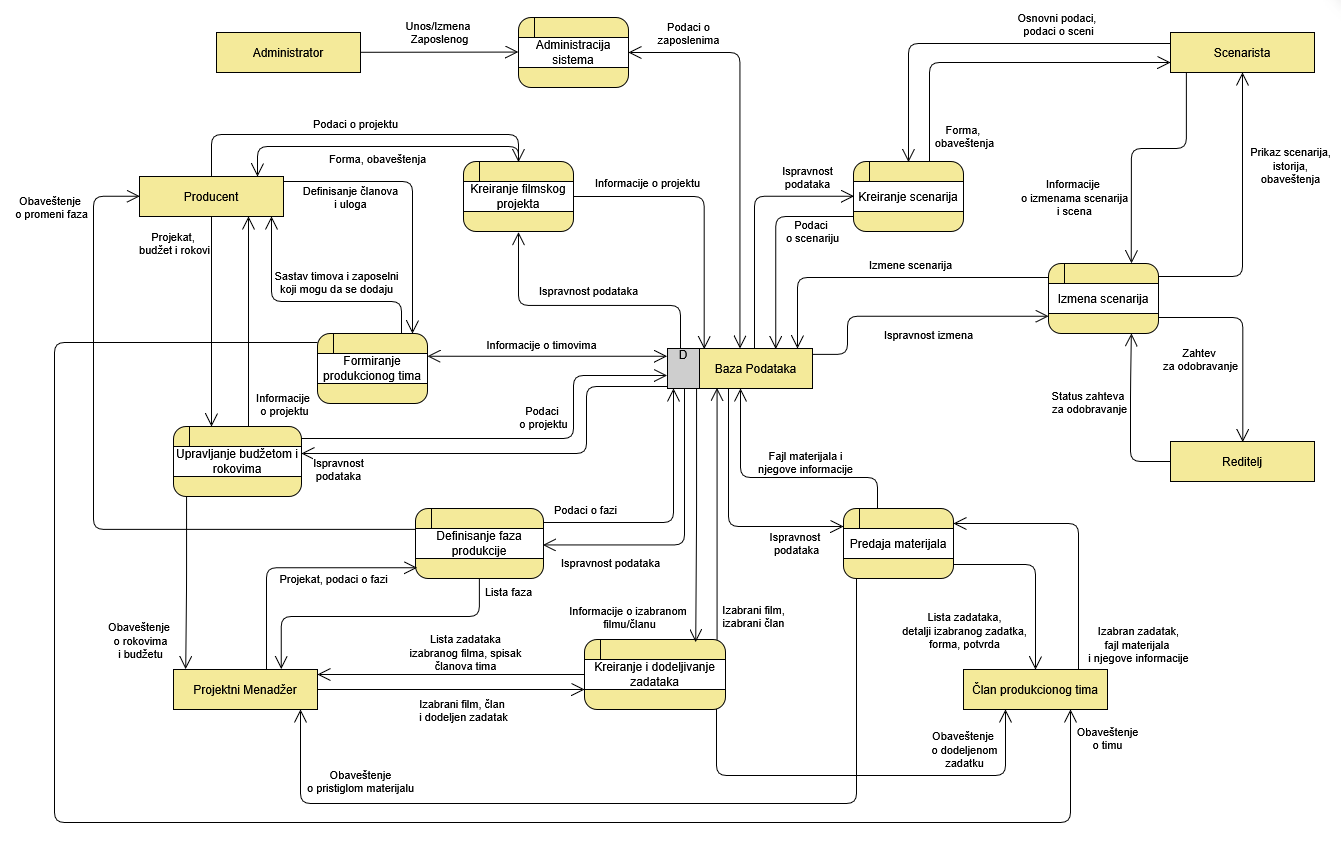 Osnovni podaci,
podaci o sceni
Unos/Izmena
Zaposlenog
Podaci o
zaposlenima
Administrator
Administracija
sistema
Scenarista
Podaci o projektu
Forma, obaveštenja
Forma,
obaveštenja
Prikaz scenarija,
istorija,
obaveštenja
Obaveštenje
o promeni faza
Producent
Definisanje članova
i uloga
Kreiranje filmskog
projekta
Informacije o projektu
Ispravnost
podataka
Kreiranje scenarija
Informacije
o izmenama scenarija
i scena
Projekat,
budžet i rokovi
Podaci
o scenariju
Sastav timova i zaposelni
koji mogu da se dodaju
Ispravnost podataka
Izmene scenarija
Izmena scenarija
Ispravnost izmena
Formiranje
produkcionog tima
Informacije o timovima
D
Baza Podataka
Zahtev
za odobravanje
Informacije
o projektu
Podaci
o projektu
Status zahteva
za odobravanje
Upravljanje budžetom i
rokovima
Ispravnost
podataka
Fajl materijala i
njegove informacije
Reditelj
Podaci o fazi
Definisanje faza
produkcije
Ispravnost podataka
Ispravnost
podataka
Predaja materijala
Projekat, podaci o fazi
Lista faza
Obaveštenje
o rokovima
i budžetu
Informacije o izabranom
filmu/članu
Izabrani film,
izabrani član
Lista zadataka,
detalji izabranog zadatka,
forma, potvrda
Izabran zadatak,
fajl materijala
i njegove informacije
Lista zadataka
izabranog filma, spisak
članova tima
Kreiranje i dodeljivanje
zadataka
Projektni Menadžer
Član produkcionog tima
Izabrani film, član
i dodeljen zadatak
Obaveštenje
o dodeljenom
zadatku
Obaveštenje
o timu
Obaveštenje
o pristiglom materijalu